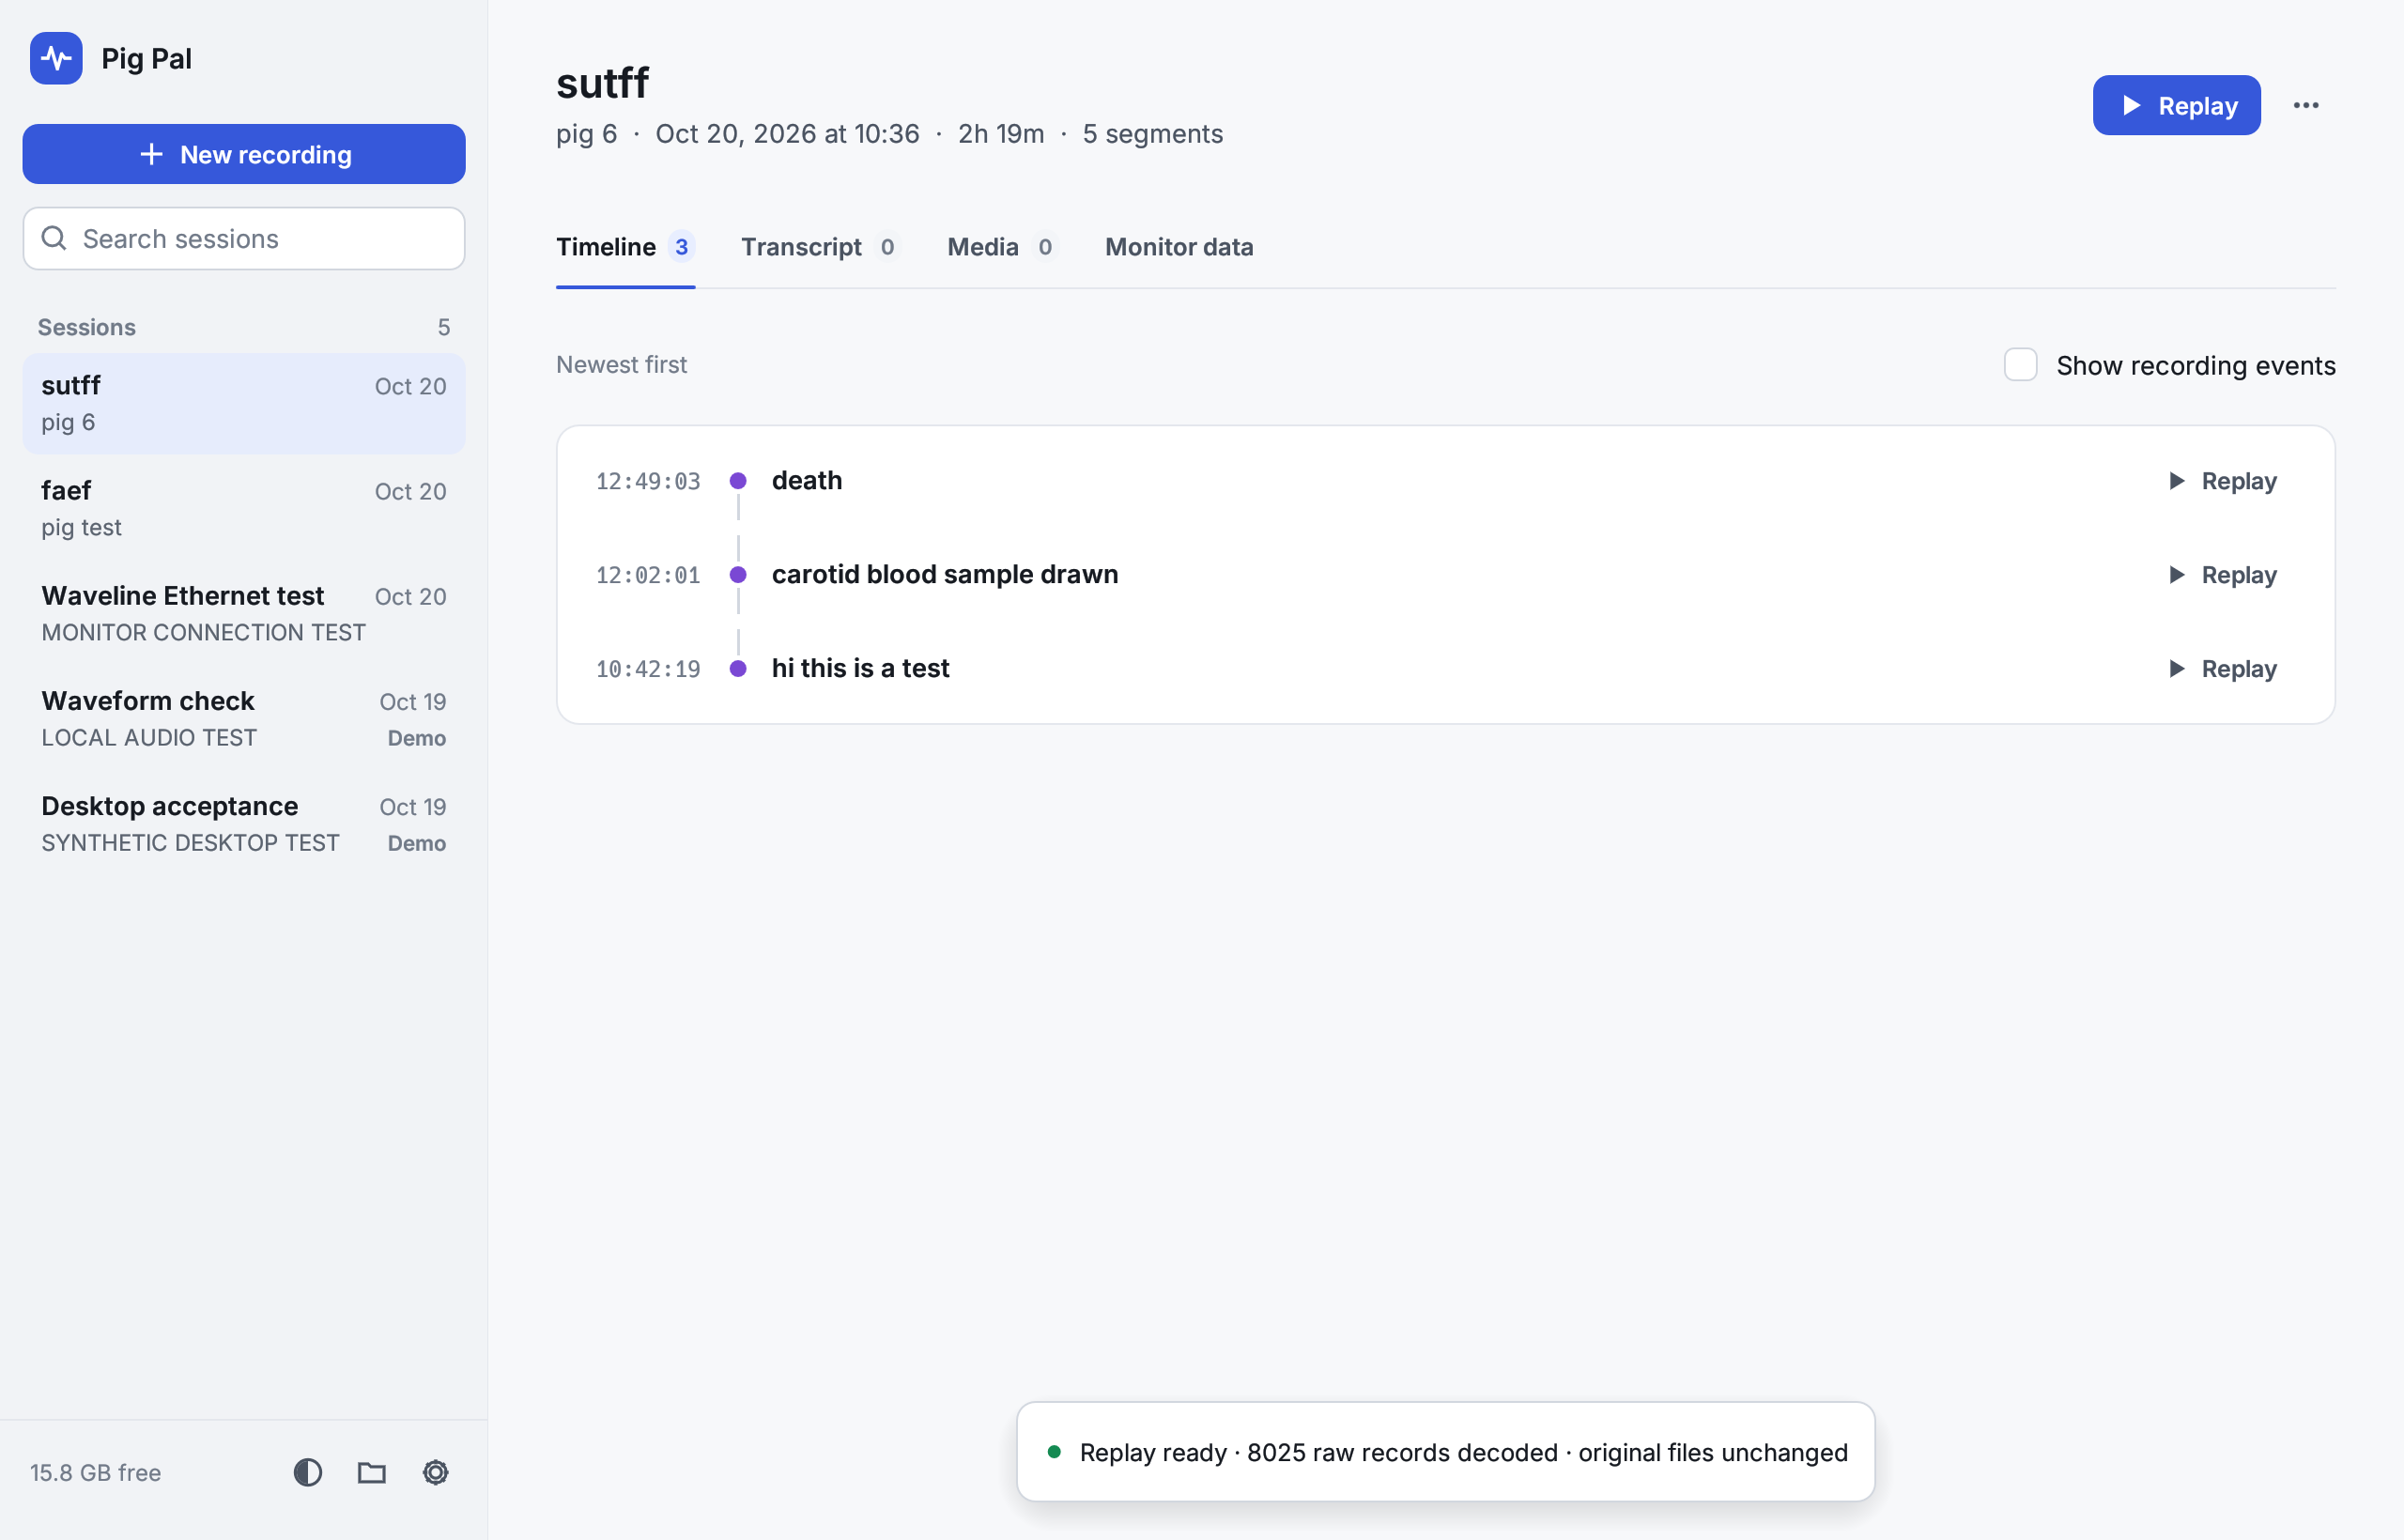 Pig Pal
New recording
Search sessions
Sessions 5
sutff Oct 20
pig 6
faef Oct 20
pig test
Waveline Ethernet test Oct 20
MONITOR CONNECTION TEST
Waveform check Oct 19
LOCAL AUDIO TEST Demo
Desktop acceptance Oct 19
SYNTHETIC DESKTOP TEST Demo
15.8 GB free
sutff
pig 6 · Oct 20, 2026 at 10:36 · 2h 19m · 5 segments
Replay
Timeline 3 Transcript 0 Media 0 Monitor data
Newest first
Show recording events
12:49:03 death Replay
12:02:01 carotid blood sample drawn Replay
10:42:19 hi this is a test Replay
Replay ready · 8025 raw records decoded · original files unchanged